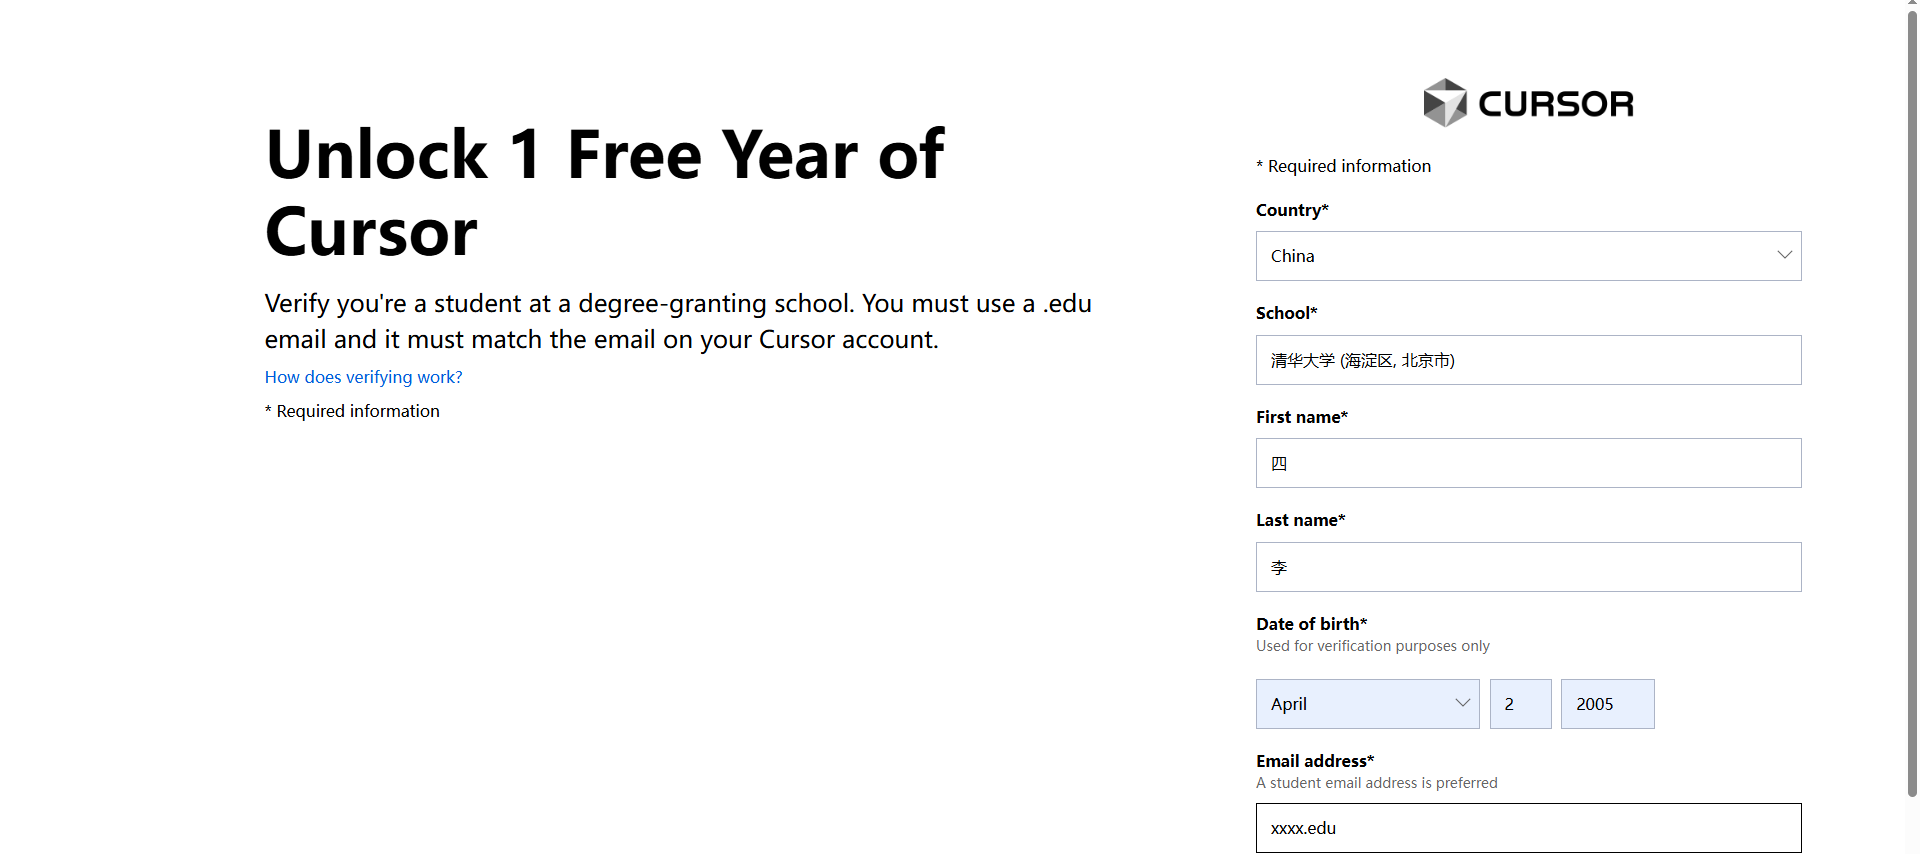 Unlock 1 Free Year of
Cursor
Verify you're a student at a degree-granting school. You must use a .edu
email and it must match the email on your Cursor account.
How does verifying work?
* Required information
CURSOR
* Required information
Country*
China
School*
清华大学 (海淀区, 北京市)
First name*
四
Last name*
李
Date of birth*
Used for verification purposes only
April 2 2005
Email address*
A student email address is preferred
xxxx.edu